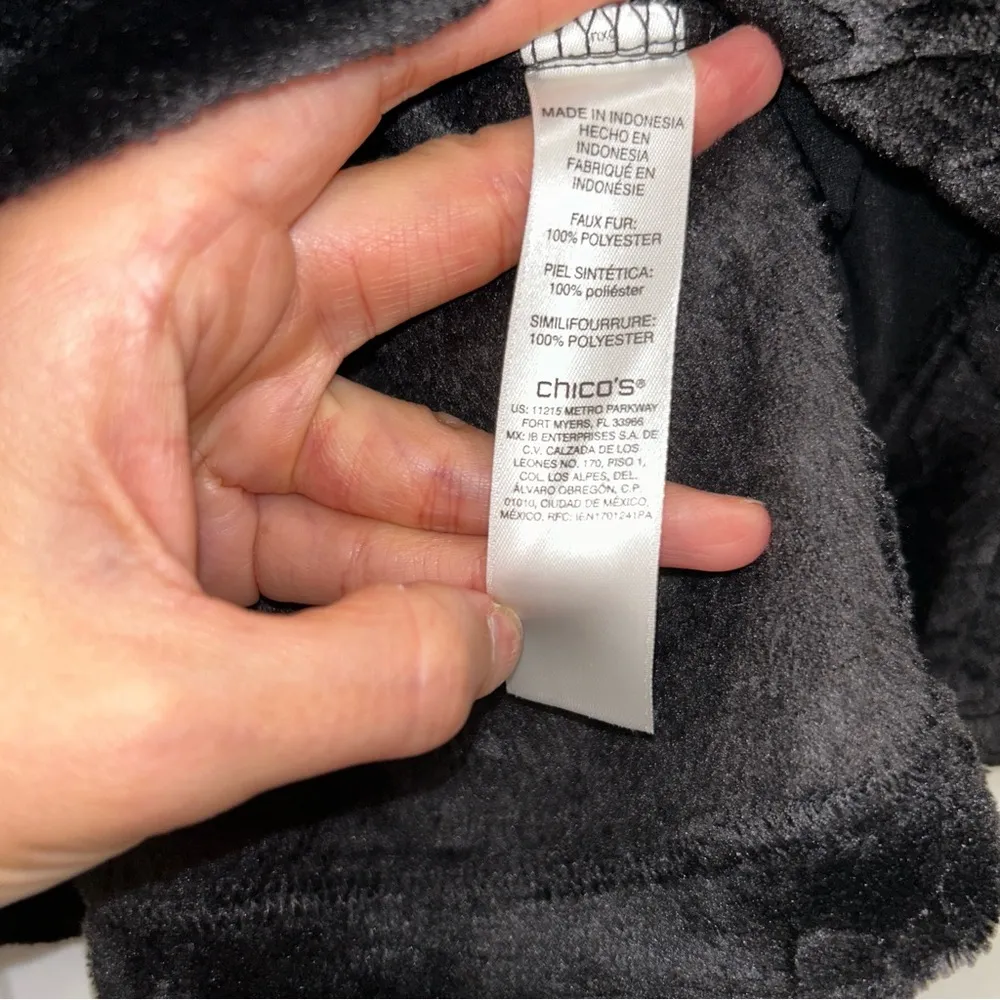 MADE IN INDONESIA
HECHO EN
INDONESIA
FABRIQUÉ EN
INDONÉSIE
FAUX FUR:
100% POLYESTER
PIEL SINTÉTICA:
100% poliéster
SIMILIFOURRURE:
100% POLYESTER
CHICO'S®
US: 11215 METRO PARKWAY
FORT MYERS, FL 33966
MX: IB ENTERPRISES S.A. DE
C.V. CALZADA DE LOS
LEONES NO. 170, PISO 1,
COL. LOS ALPES, DEL.
ÁLVARO OBREGÓN, C.P.
01010, CIUDAD DE MÉXICO,
MÉXICO. RFC: IEN1701241PA